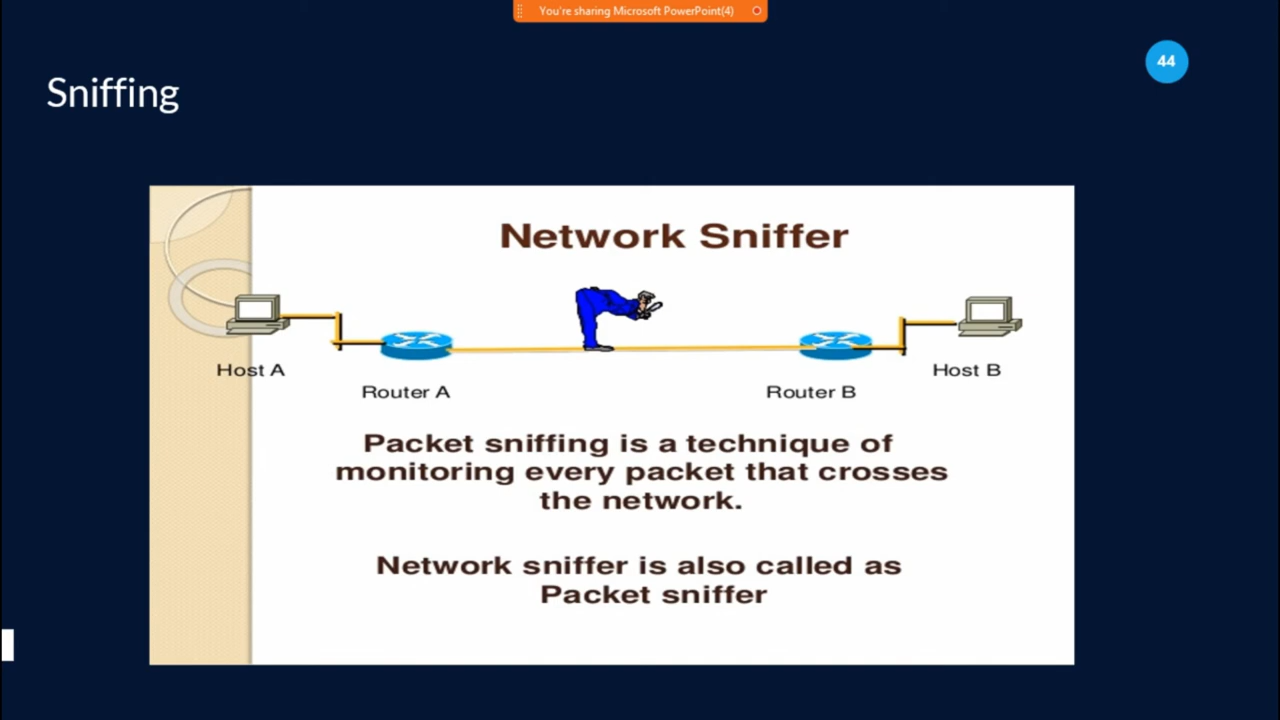 You're sharing Microsoft PowerPoint(4)
44
Sniffing
Network Sniffer
Host A
Router A
Router B
Host B
Packet sniffing is a technique of
monitoring every packet that crosses
the network.
Network sniffer is also called as
Packet sniffer